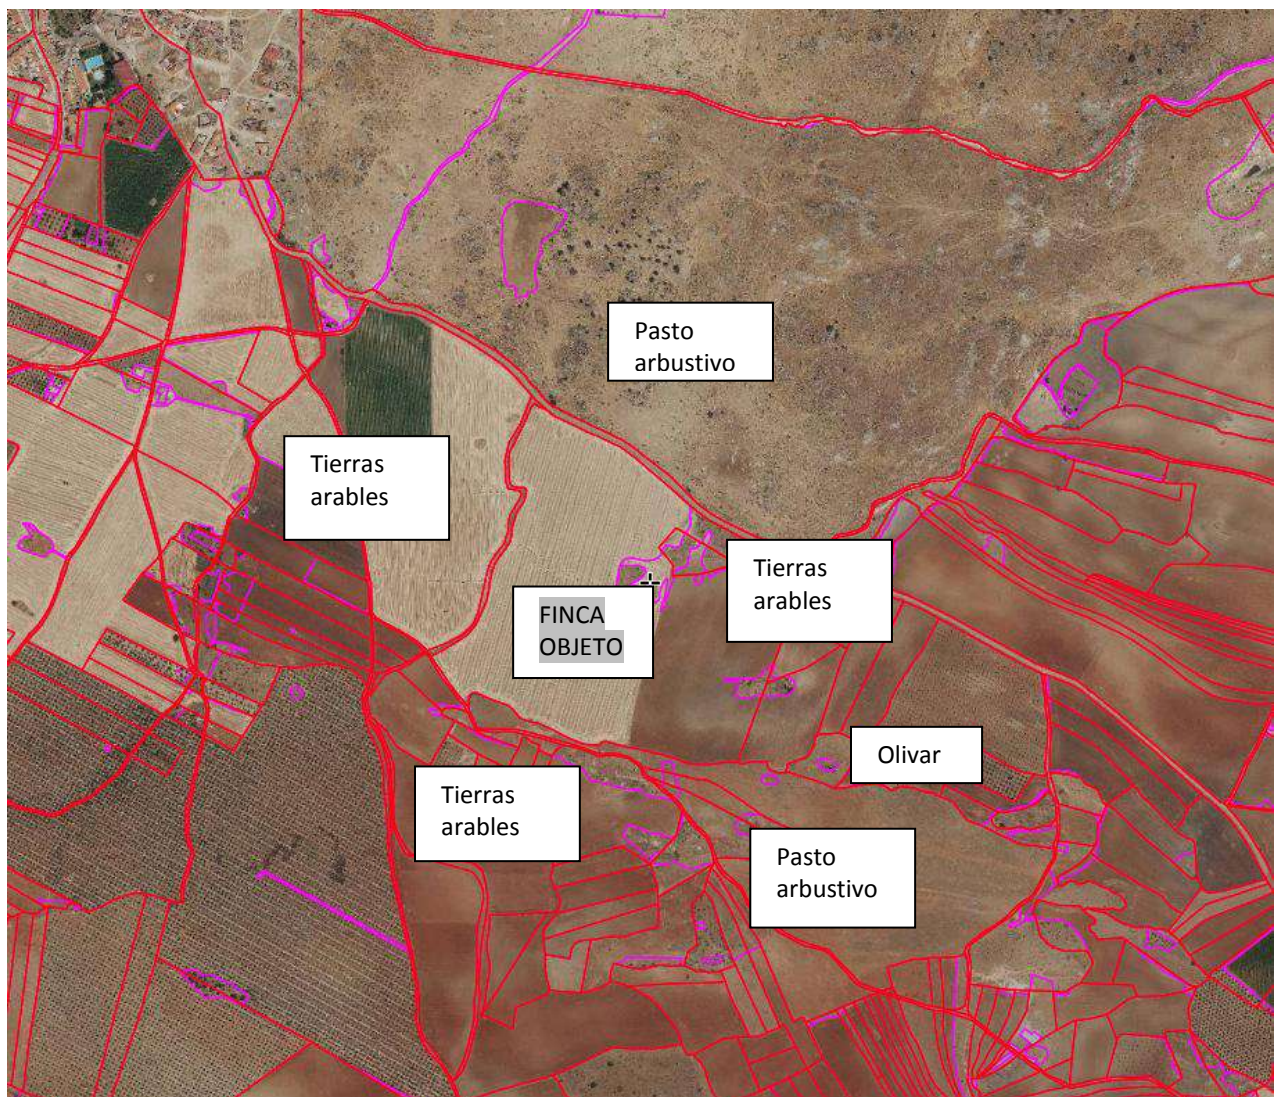 Pasto
arbustivo
Tierras
arables
Tierras
arables
FINCA
OBJETO
Olivar
Tierras
arables
Pasto
arbustivo